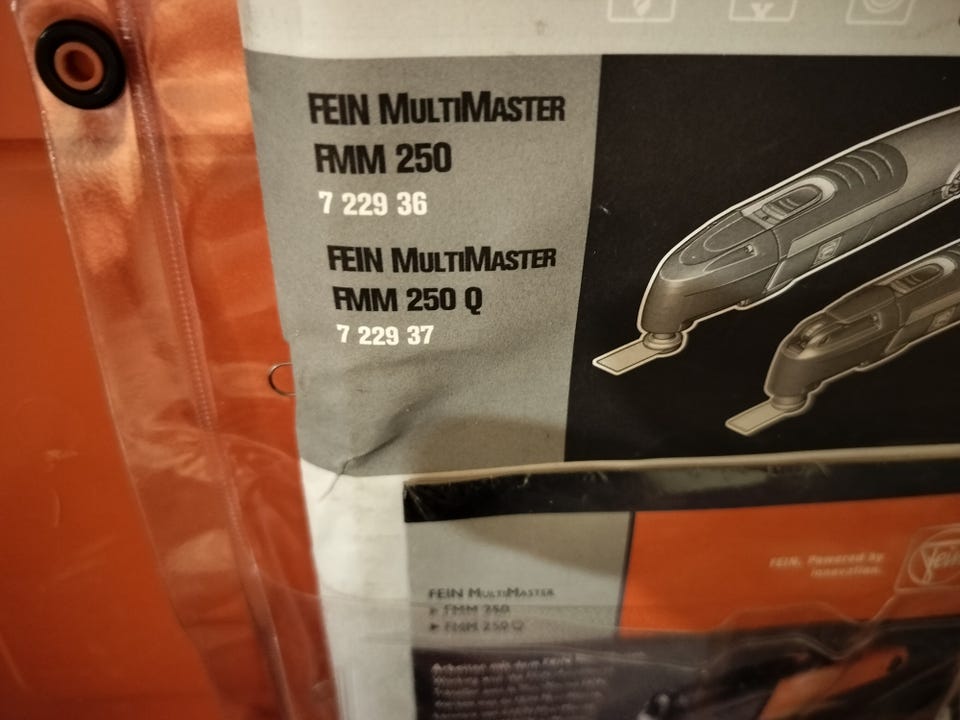 FEIN MULTIMASTER
FMM 250
7 229 36
FEIN MULTIMASTER
FMM 250 Q
7 229 37
FEIN. Powered by
innovation.
Fein
FEIN MULTIMASTER
► FMM 250
► FMM 250 Q